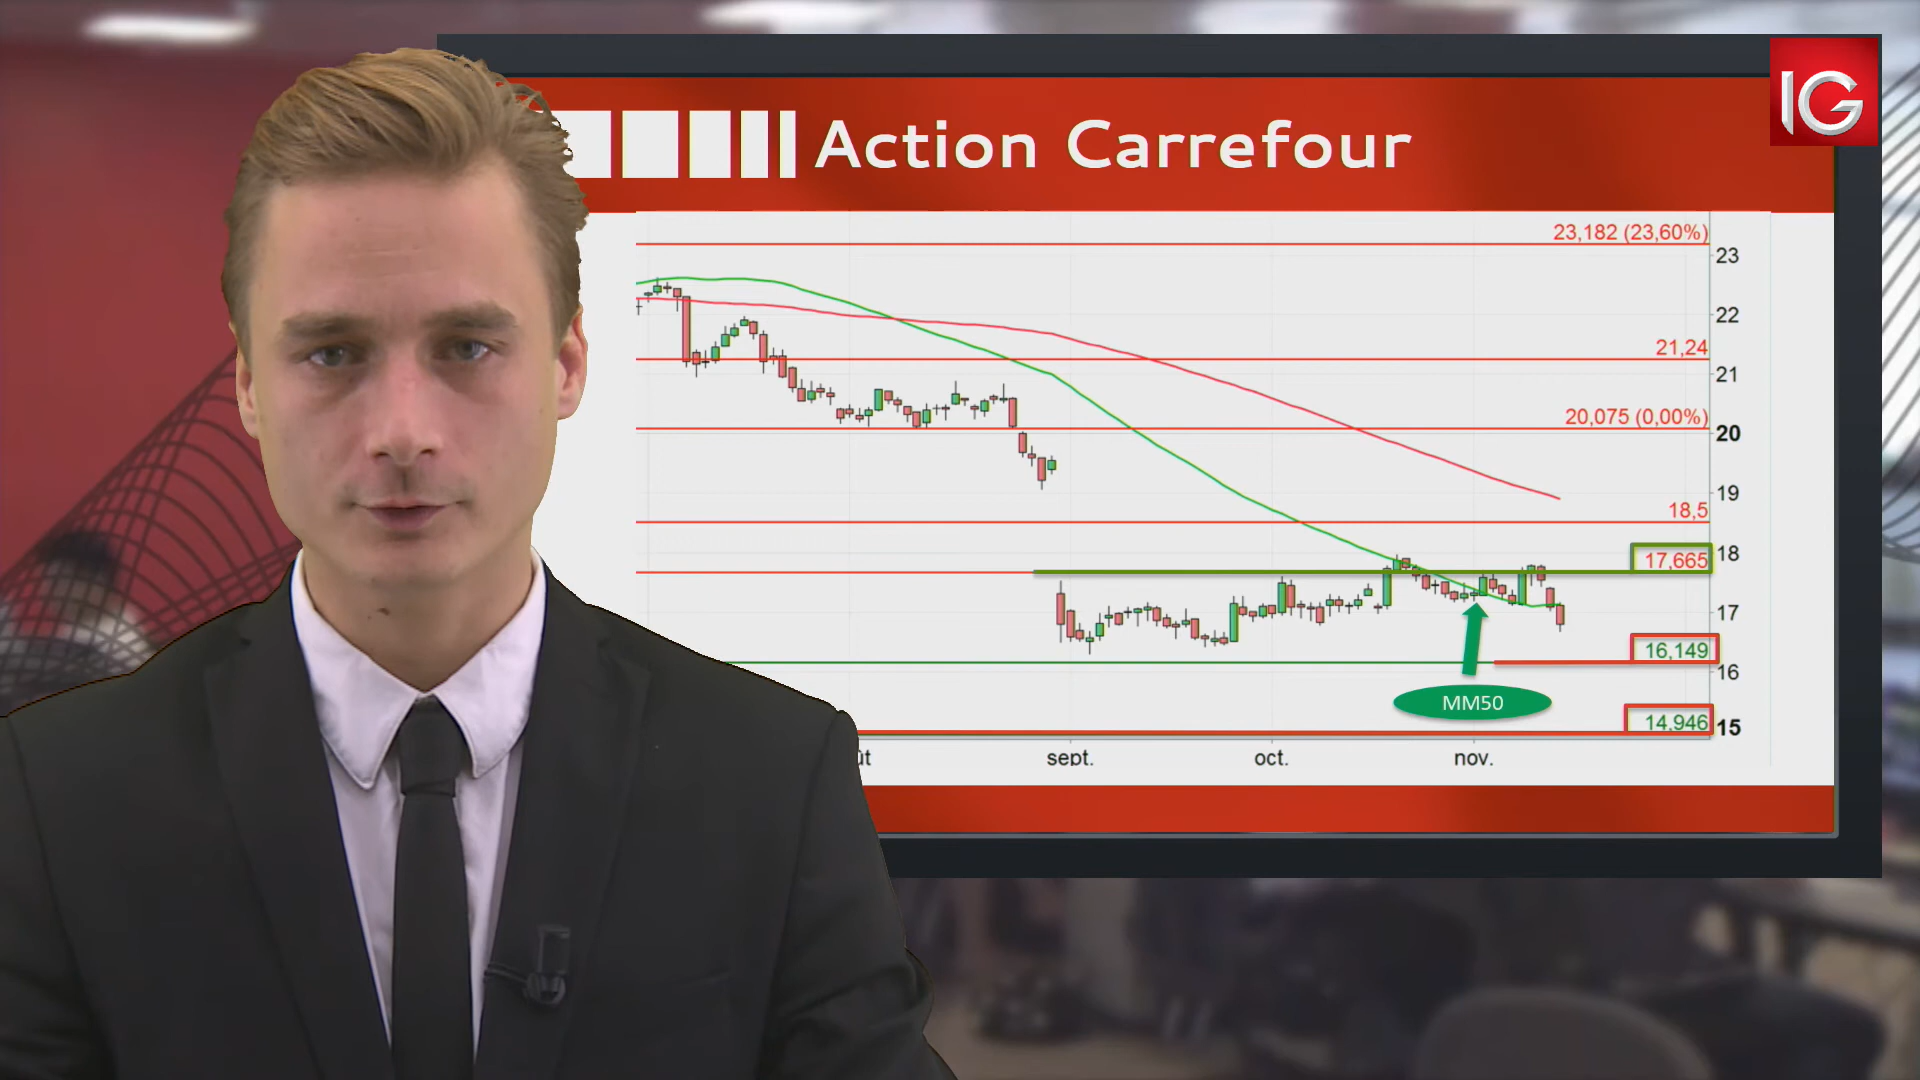 IG
Action Carrefour
23,182 (23,60%)
23
22
21,24
21
20,075 (0,00%)
20
19
18,5
18
17,665
17
16,149
16
MM50
14,946
15
sept.
oct.
nov.